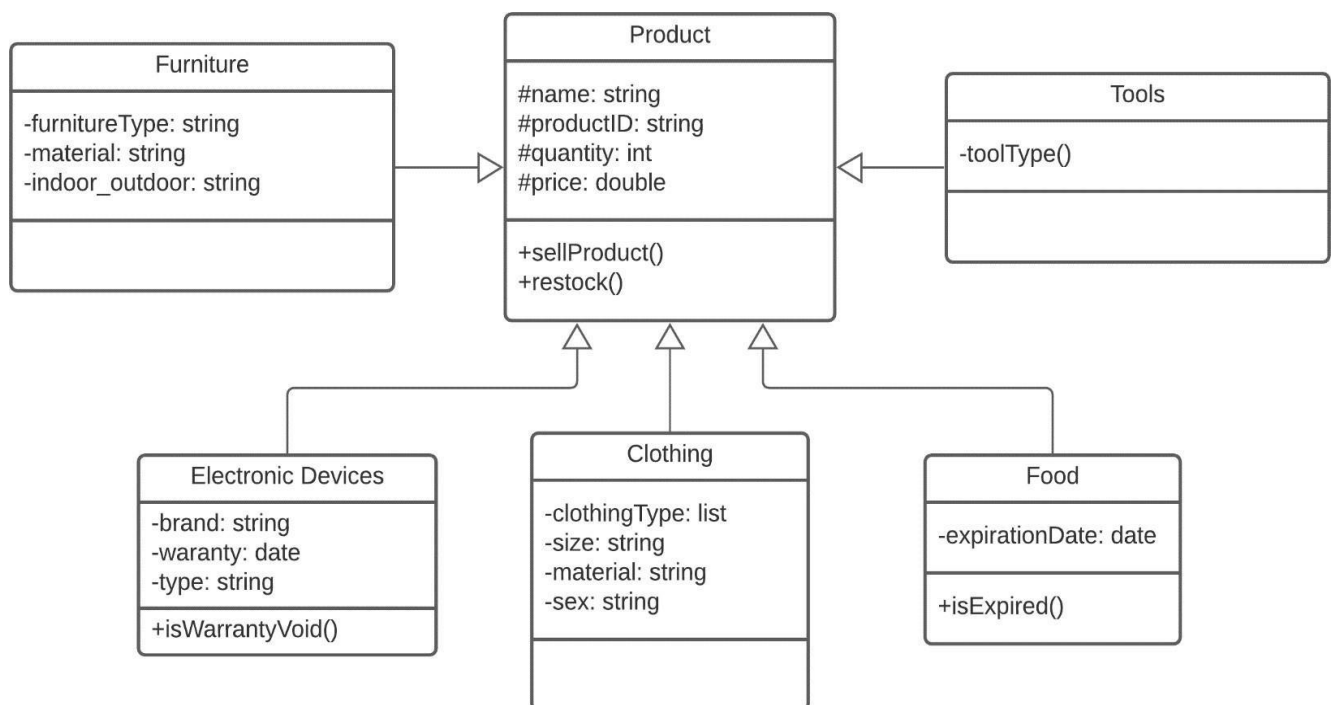 Furniture
-furnitureType: string
-material: string
-indoor_outdoor: string
Product
#name: string
#productID: string
#quantity: int
#price: double
+sellProduct()
+restock()
Tools
-toolType()
Electronic Devices
-brand: string
-waranty: date
-type: string
+isWarrantyVoid()
Clothing
-clothingType: list
-size: string
-material: string
-sex: string
Food
-expirationDate: date
+isExpired()